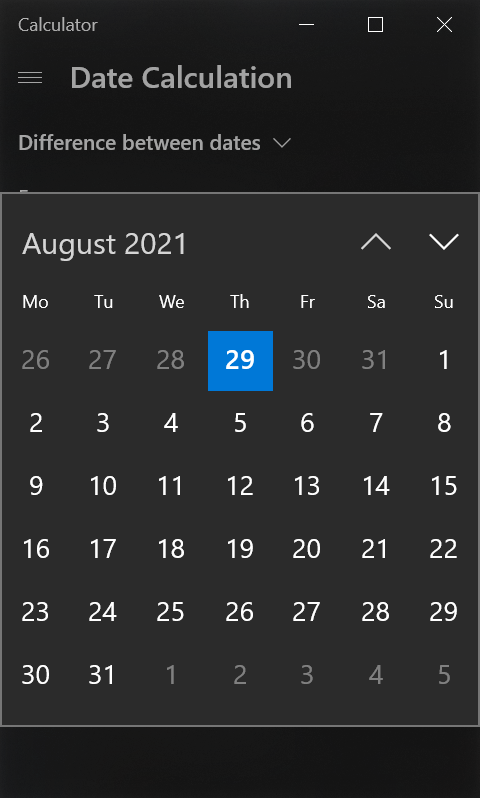 Calculator
Date Calculation
Difference between dates
August 2021
Mo Tu We Th Fr Sa Su
26 27 28 29 30 31 1
2 3 4 5 6 7 8
9 10 11 12 13 14 15
16 17 18 19 20 21 22
23 24 25 26 27 28 29
30 31 1 2 3 4 5